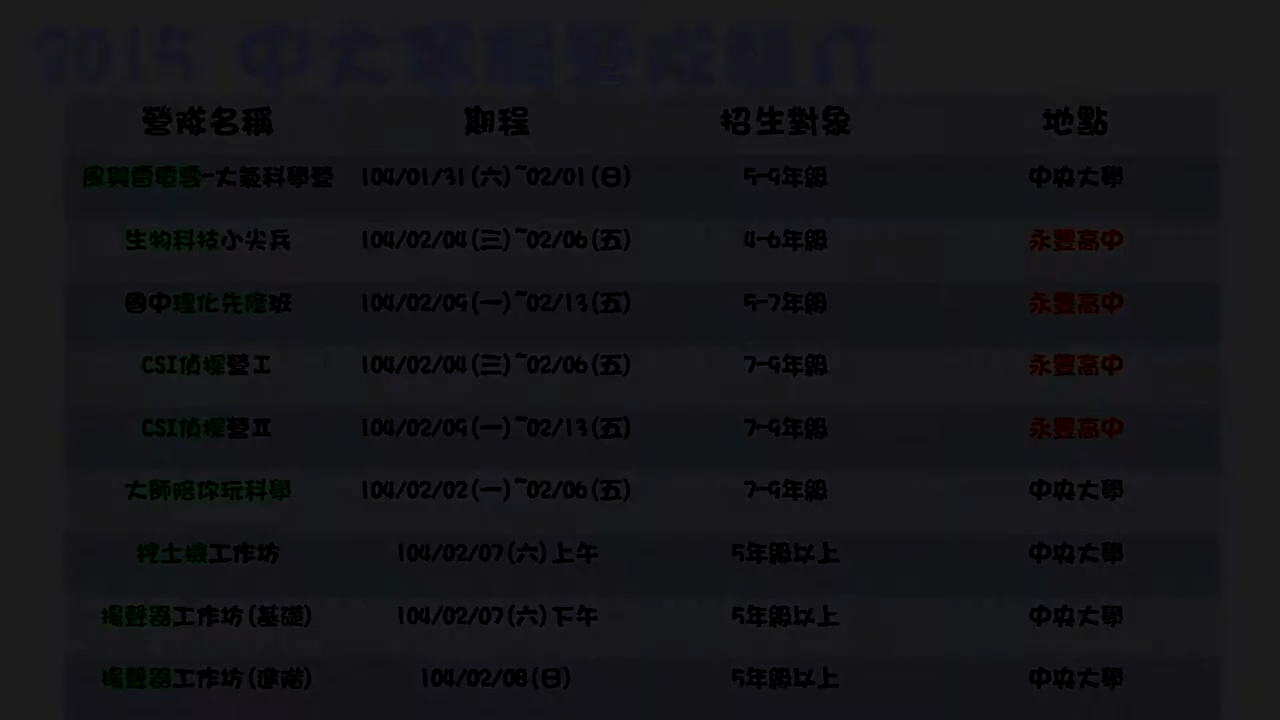 2015 中大寒假營隊
營隊名稱 期程 招生對象 地點
風與雷電雲-大氣科學營 104/01/31(六)~02/01(日) 5-9年級 中央大學
生物科技小尖兵 104/02/04(三)~02/06(五) 4-6年級 永豐高中
國中理化先修班 104/02/09(一)~02/13(五) 5-7年級 永豐高中
CSI偵探營I 104/02/04(三)~02/06(五) 7-9年級 永豐高中
CSI偵探營II 104/02/09(一)~02/13(五) 7-9年級 永豐高中
大師陪你玩科學 104/02/02(一)~02/06(五) 7-9年級 中央大學
挖土機工作坊 104/02/07(六)上午 5年級以上 中央大學
揚聲器工作坊(基礎) 104/02/07(六)下午 5年級以上 中央大學
揚聲器工作坊(進階) 104/02/08(日) 5年級以上 中央大學